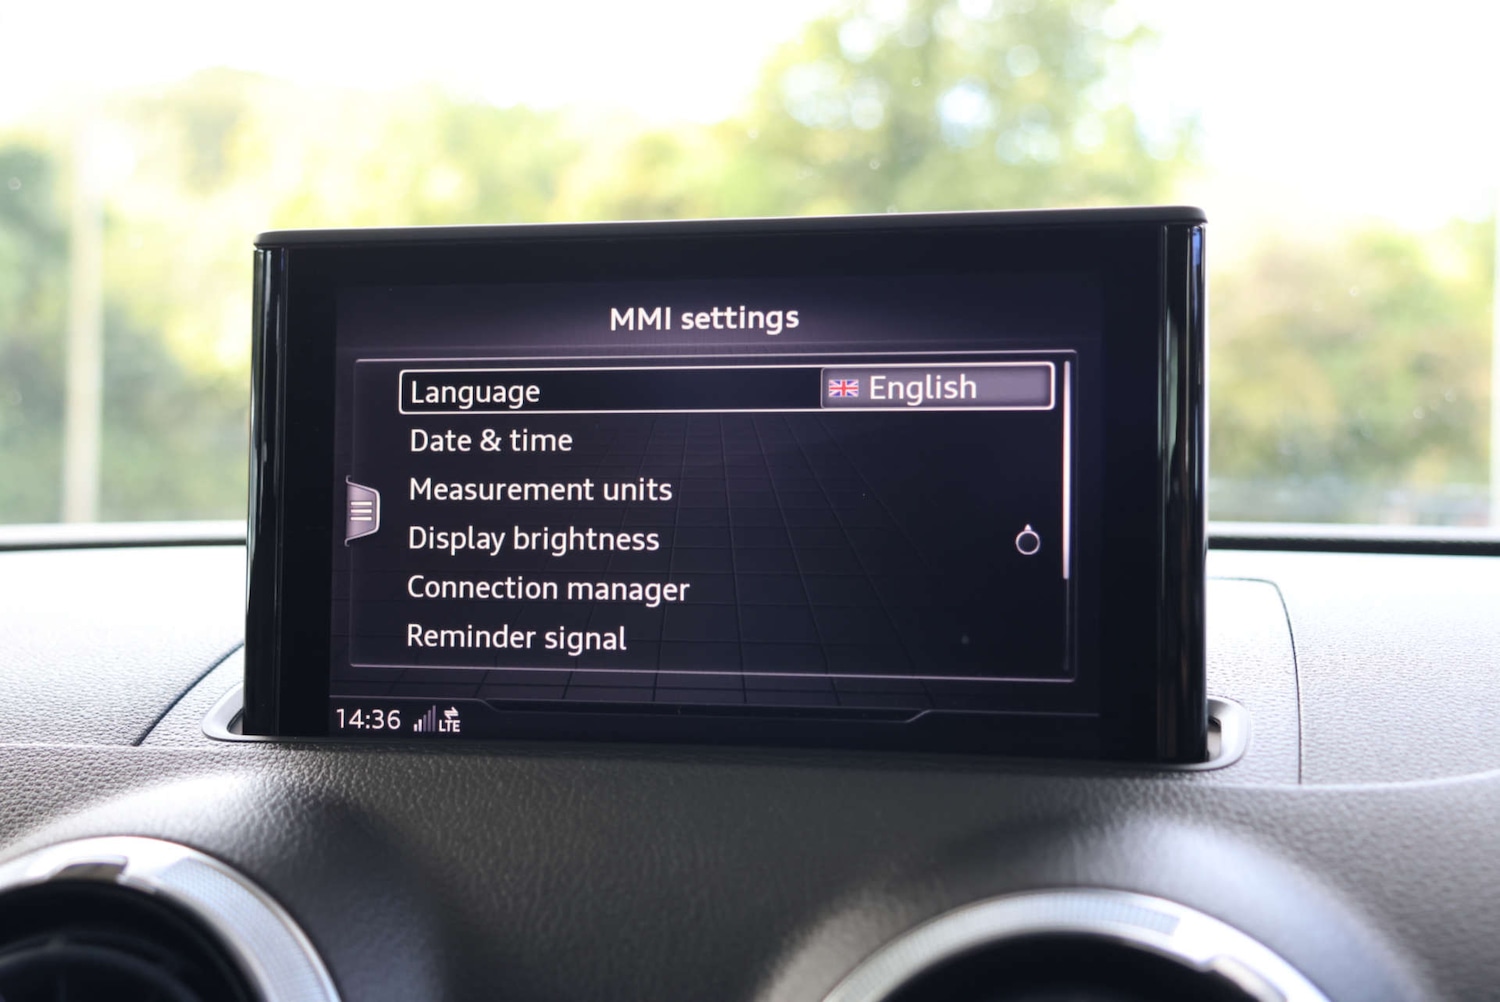 MMI settings
Language English
Date & time
Measurement units
Display brightness
Connection manager
Reminder signal
14:36 LTE